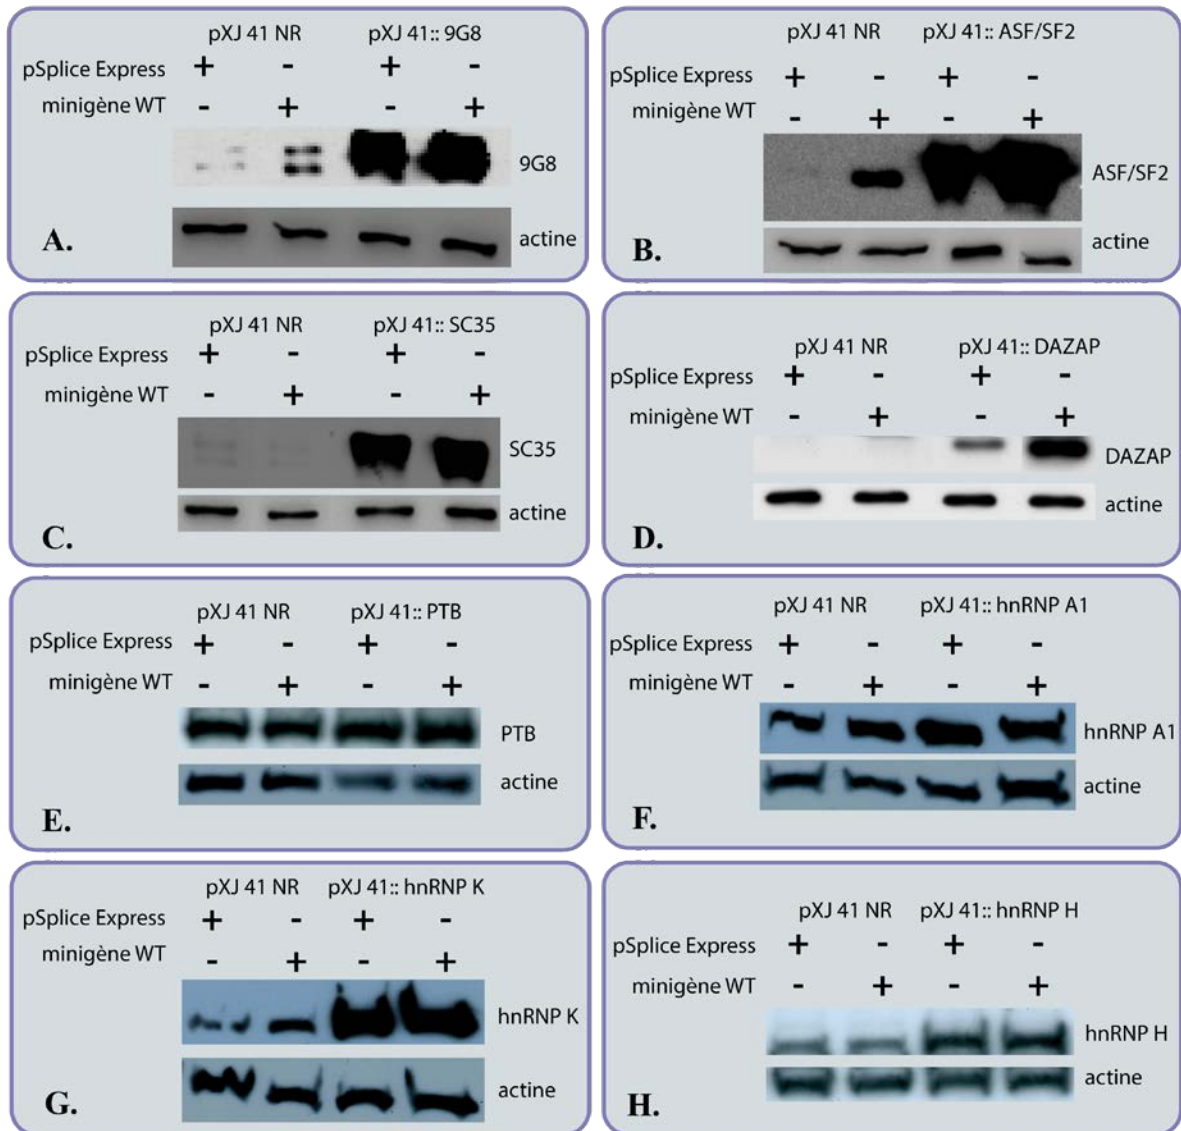 pXJ 41 NR pXJ 41:: 9G8
pSplice Express + - + -
minigène WT - + - +
9G8
actine
A.
pXJ 41 NR pXJ 41:: ASF/SF2
pSplice Express + - + -
minigène WT - + - +
ASF/SF2
actine
B.
pXJ 41 NR pXJ 41:: SC35
pSplice Express + - + -
minigène WT - + - +
SC35
actine
C.
pXJ 41 NR pXJ 41:: DAZAP
pSplice Express + - + -
minigène WT - + - +
DAZAP
actine
D.
pXJ 41 NR pXJ 41:: PTB
pSplice Express + - + -
minigène WT - + - +
PTB
actine
E.
pXJ 41 NR pXJ 41:: hnRNP A1
pSplice Express + - + -
minigène WT - + - +
hnRNP A1
actine
F.
pXJ 41 NR pXJ 41:: hnRNP K
pSplice Express + - + -
minigène WT - + - +
hnRNP K
actine
G.
pXJ 41 NR pXJ 41:: hnRNP H
pSplice Express + - + -
minigène WT - + - +
hnRNP H
actine
H.